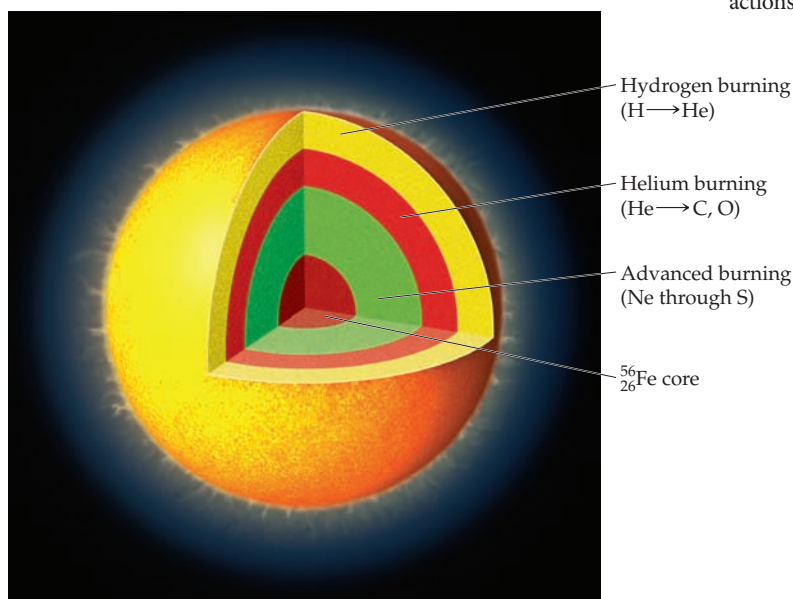 actions
Hydrogen burning
(H⟶He)
Helium burning
(He⟶C, O)
Advanced burning
(Ne through S)
⁵⁶₂₆Fe core